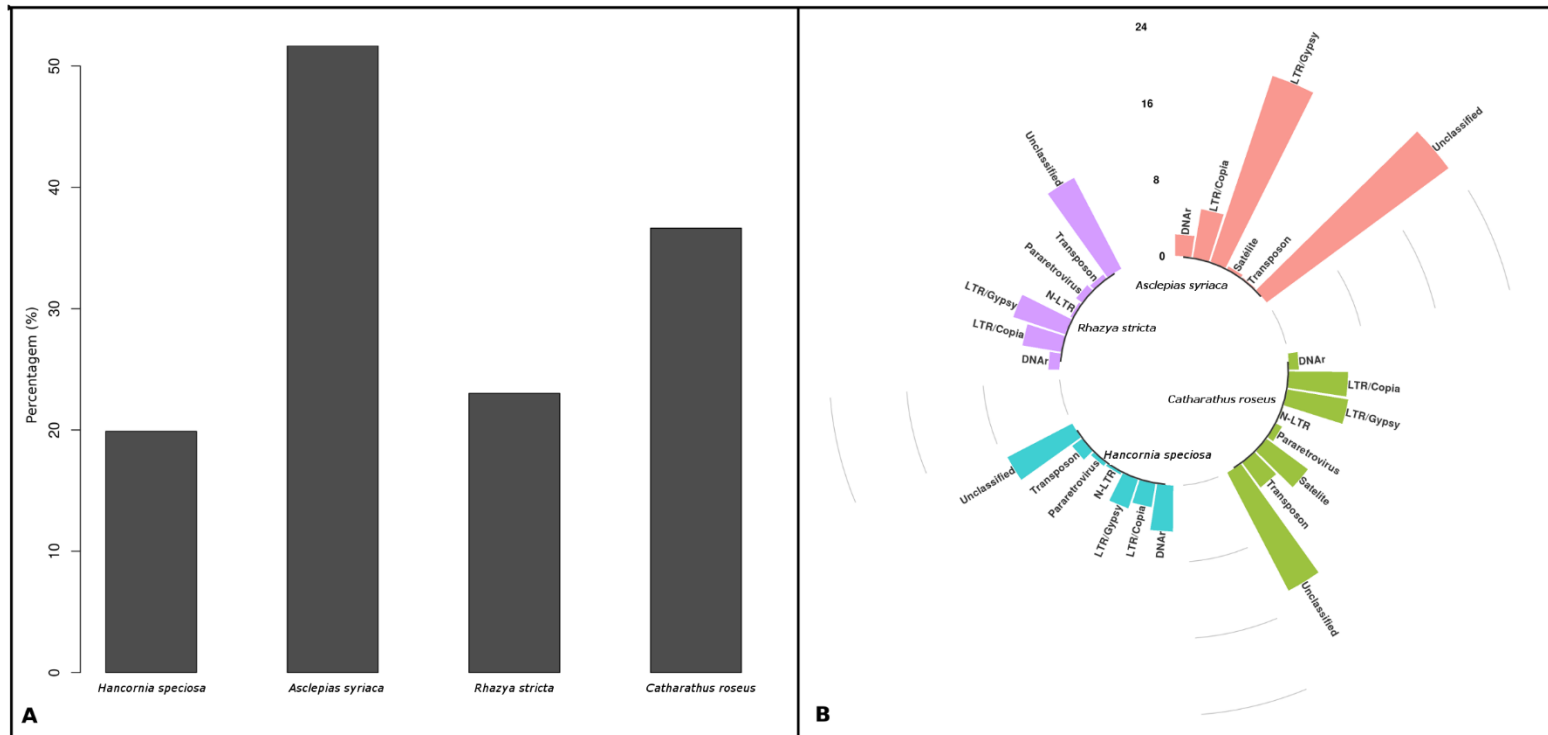 Percentagem (%)
50
40
30
20
10
0
Hancornia speciosa
Asclepias syriaca
Rhazya stricta
Catharathus roseus
A
24
16
8
0
DNAr
LTR/Copia
LTR/Gypsy
Satélite
Transposon
Unclassified
Asclepias syriaca
DNAr
LTR/Copia
LTR/Gypsy
N-LTR
Pararetrovirus
Satelite
Transposon
Unclassified
Catharathus roseus
DNAr
LTR/Copia
LTR/Gypsy
N-LTR
Pararetrovirus
Transposon
Unclassified
Hancornia speciosa
DNAr
LTR/Copia
LTR/Gypsy
N-LTR
Pararetrovirus
Transposon
Unclassified
Rhazya stricta
B